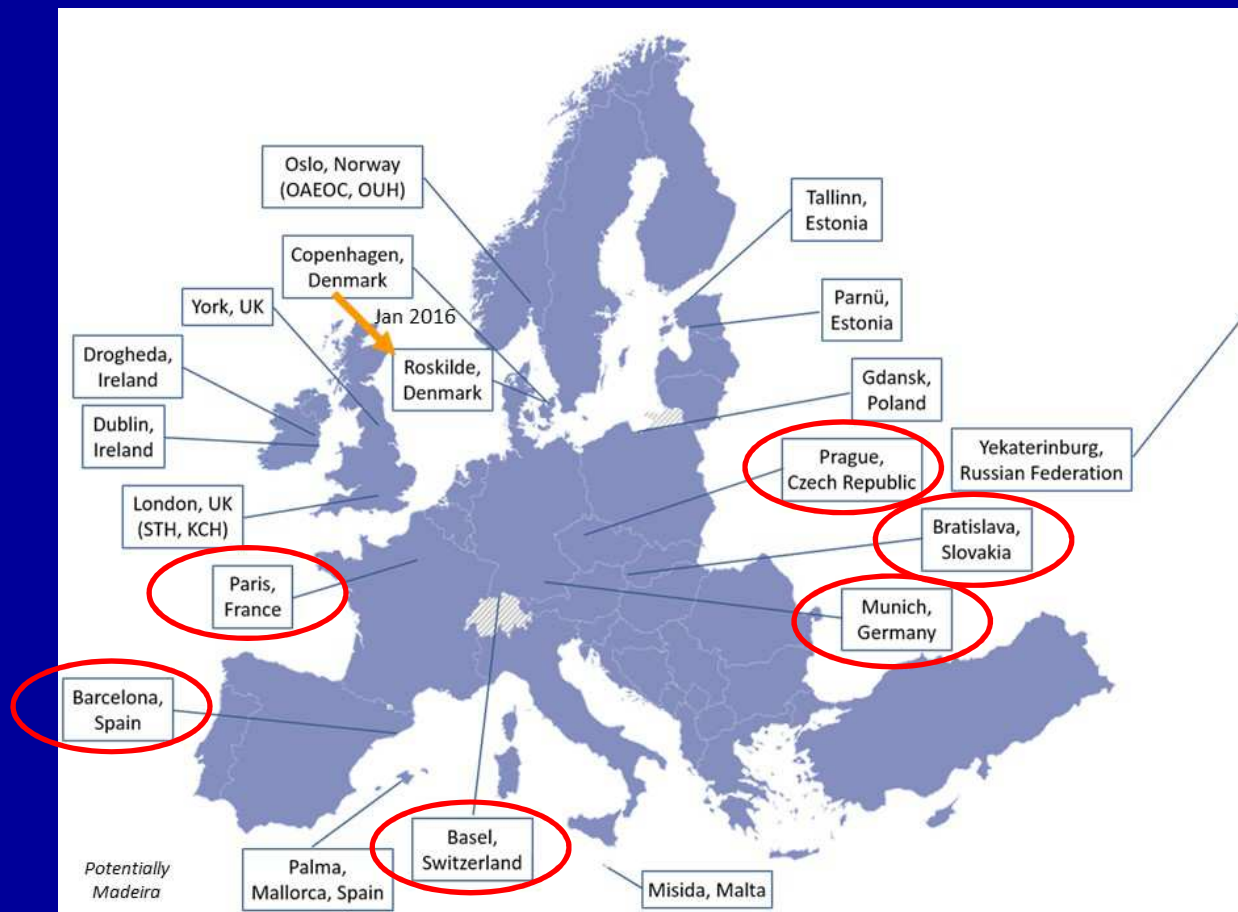 Oslo, Norway
(OAEOC, OUH)
Tallinn,
Estonia
Copenhagen,
Denmark
Parnü,
Estonia
York, UK
Jan 2016
Drogheda,
Ireland
Roskilde,
Denmark
Gdansk,
Poland
Dublin,
Ireland
Prague,
Czech Republic
Yekaterinburg,
Russian Federation
London, UK
(STH, KCH)
Bratislava,
Slovakia
Paris,
France
Munich,
Germany
Barcelona,
Spain
Basel,
Switzerland
Potentially
Madeira
Palma,
Mallorca, Spain
Misida, Malta